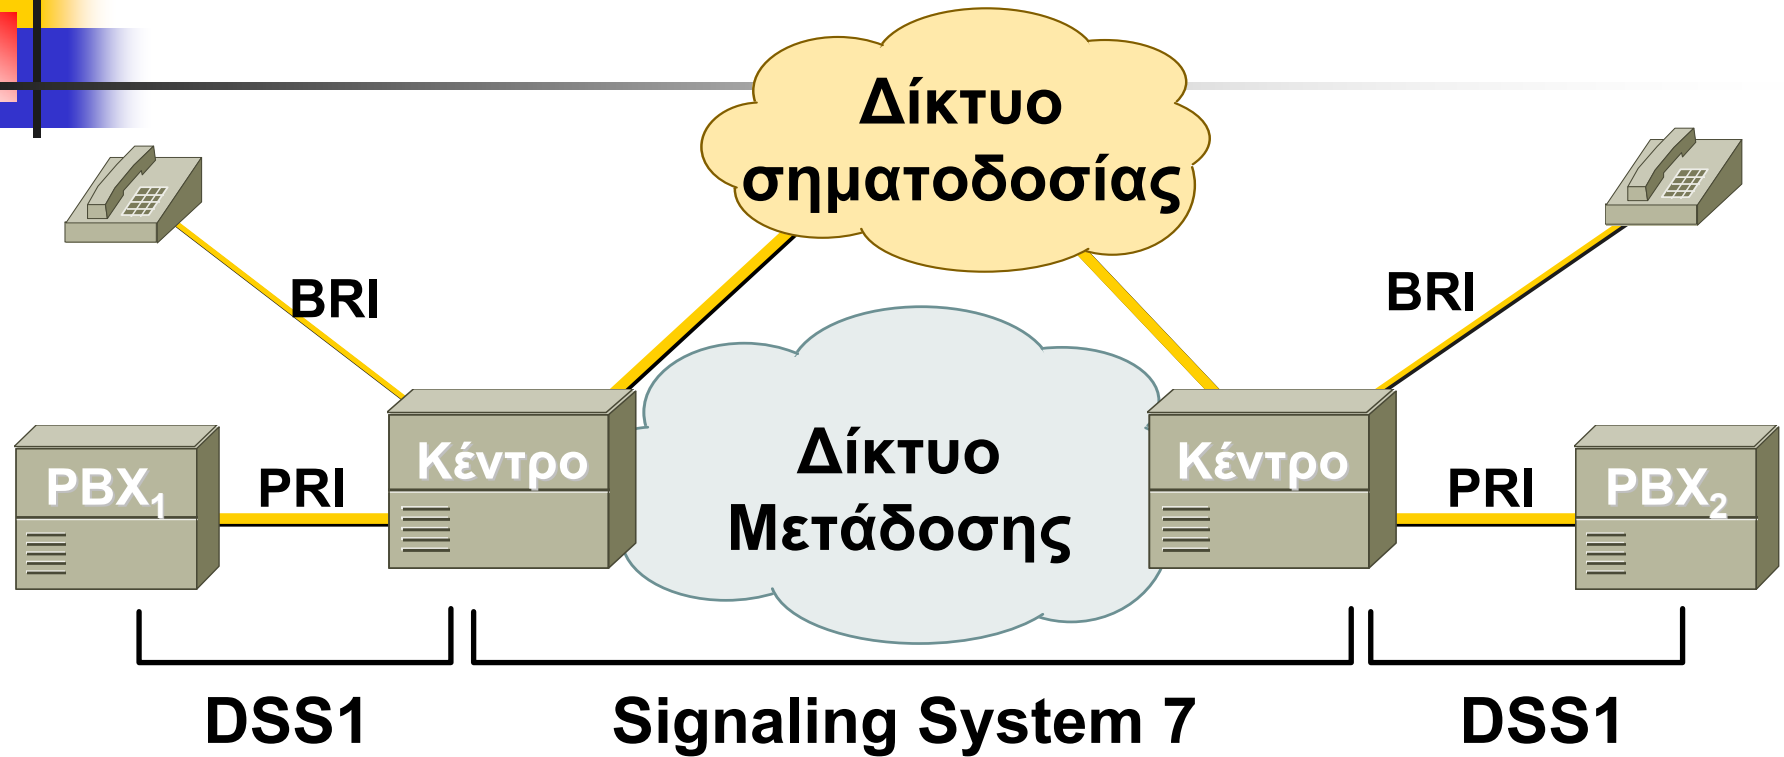 Δίκτυο
σηματοδοσίας
BRI
BRI
Δίκτυο
Μετάδοσης
Κέντρο
Κέντρο
PBX₁
PRI
PRI
PBX₂
DSS1
Signaling System 7
DSS1